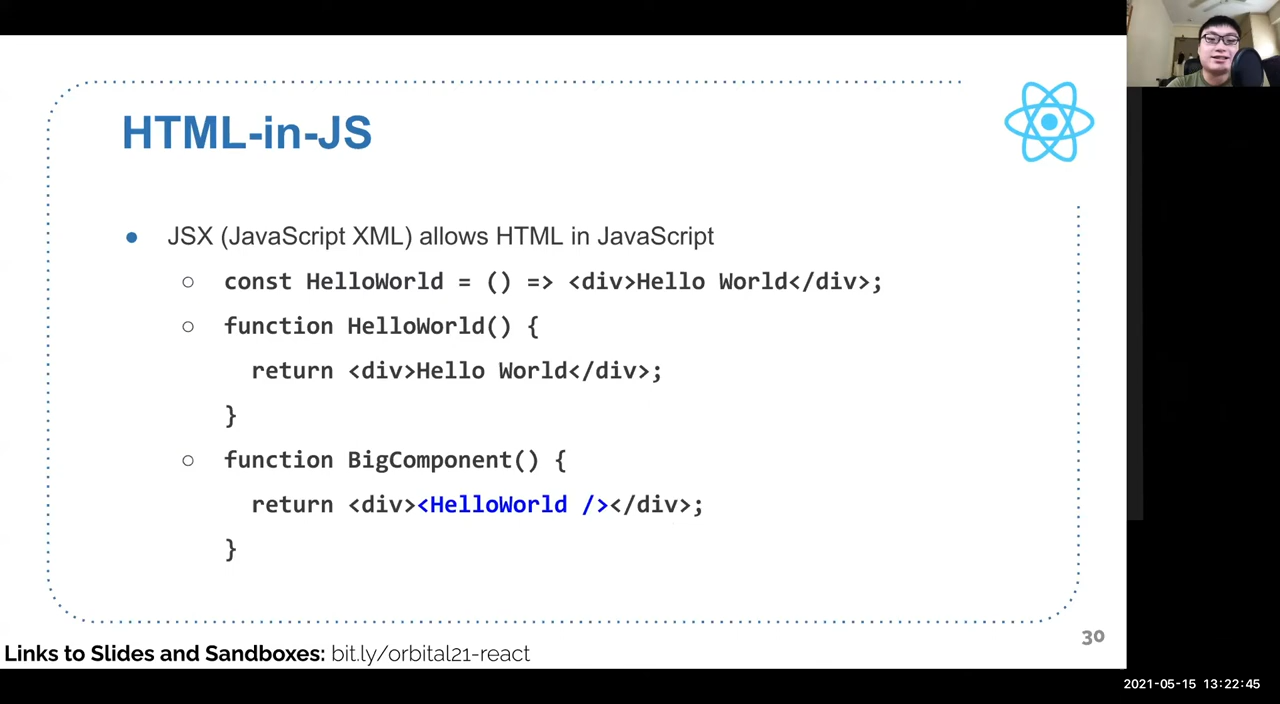 HTML-in-JS
● JSX (JavaScript XML) allows HTML in JavaScript
○ const HelloWorld = () => <div>Hello World</div>;
○ function HelloWorld() {
return <div>Hello World</div>;
}
○ function BigComponent() {
return <div><HelloWorld /></div>;
}
30
Links to Slides and Sandboxes: bit.ly/orbital21-react
2021-05-15 13:22:45